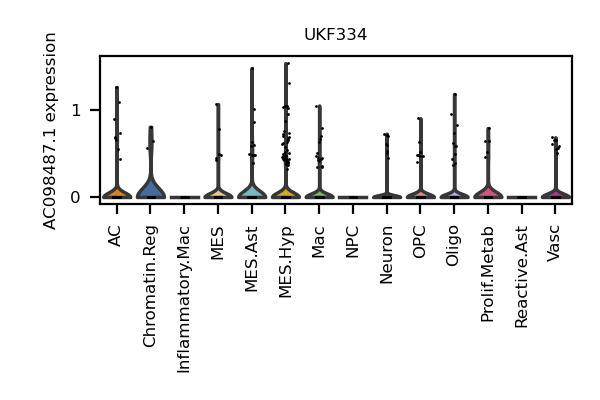 UKF334
AC098487.1 expression
1
0
AC
Chromatin.Reg
Inflammatory.Mac
MES
MES.Ast
MES.Hyp
Mac
NPC
Neuron
OPC
Oligo
Prolif.Metab
Reactive.Ast
Vasc